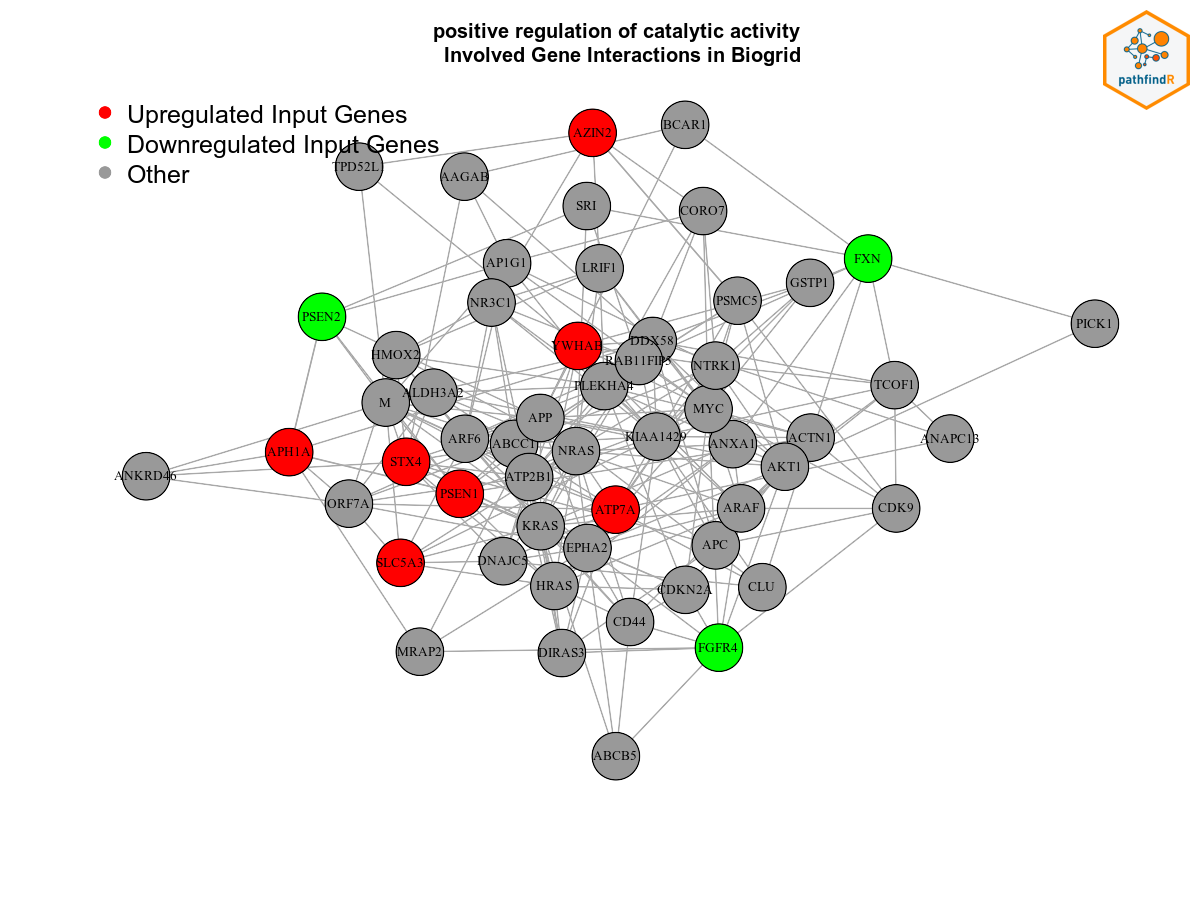 positive regulation of catalytic activity
Involved Gene Interactions in Biogrid
pathfindR
Upregulated Input Genes
Downregulated Input Genes
Other
AZIN2
BCAR1
TPD52L
AAGAB
SRI
CORO7
FXN
AP1G1
LRIF1
GSTP1
NR3C1
PSMC5
PSEN2
PICK1
HMOX2
YWHAB
DDX58
RAB11FIP5
NTRK1
PLEKHA4
TCOF1
ALDH3A2
M
MYC
APP
ARF6
ABCC1
KIAA1429
ANXA1
ACTN1
ANAPC13
APH1A
STX4
NRAS
AKT1
ANKRD46
ATP2B1
PSEN1
ORF7A
ATP7A
ARAF
CDK9
KRAS
EPHA2
APC
SLC5A3
DNAJC5
HRAS
CDKN2A
CLU
CD44
MRAP2
DIRAS3
FGFR4
ABCB5